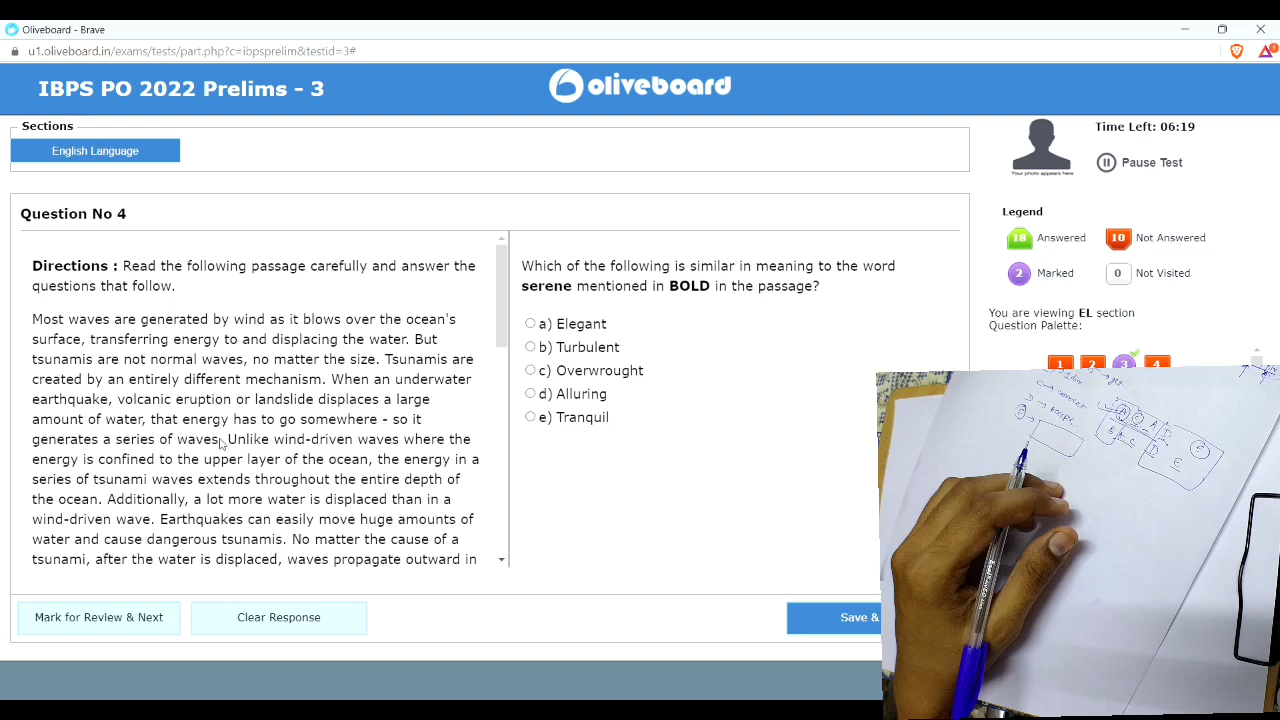 Oliveboard - Brave
u1.oliveboard.in/exams/tests/part.php?c=ibpsprelim&testid=3#
IBPS PO 2022 Prelims - 3
oliveboard
Sections
English Language
Your photo appears here
Time Left: 06:19
Pause Test
Question No 4
Legend
18 Answered
10 Not Answered
2 Marked
0 Not Visited
You are viewing EL section
Question Palette:
1 2 3 4
Directions : Read the following passage carefully and answer the
questions that follow.
Most waves are generated by wind as it blows over the ocean's
surface, transferring energy to and displacing the water. But
tsunamis are not normal waves, no matter the size. Tsunamis are
created by an entirely different mechanism. When an underwater
earthquake, volcanic eruption or landslide displaces a large
amount of water, that energy has to go somewhere - so it
generates a series of waves. Unlike wind-driven waves where the
energy is confined to the upper layer of the ocean, the energy in a
series of tsunami waves extends throughout the entire depth of
the ocean. Additionally, a lot more water is displaced than in a
wind-driven wave. Earthquakes can easily move huge amounts of
water and cause dangerous tsunamis. No matter the cause of a
tsunami, after the water is displaced, waves propagate outward in
Which of the following is similar in meaning to the word
serene mentioned in BOLD in the passage?
a) Elegant
b) Turbulent
c) Overwrought
d) Alluring
e) Tranquil
Mark for Review & Next
Clear Response
Save &